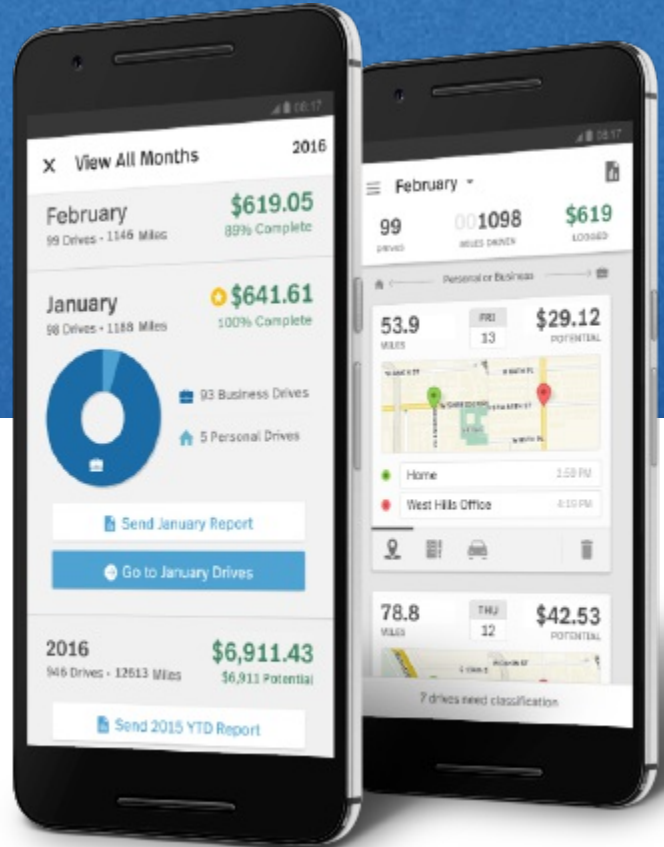 08:17
View All Months 2016
February $619.05
99 Drives • 1146 Miles 89% Complete
January $641.61
98 Drives • 1188 Miles 100% Complete
93 Business Drives
5 Personal Drives
Send January Report
Go to January Drives
2016 $6,911.43
946 Drives • 12613 Miles $6,911 Potential
Send 2015 YTD Report
08:17
February
99 001098 $619
DRIVES MILES DRIVEN LOGGED
Personal or Business
53.9 FRI $29.12
MILES 13 POTENTIAL
Home 2:59 PM
West Hills Office 4:19 PM
78.8 THU $42.53
MILES 12 POTENTIAL
7 drives need classification